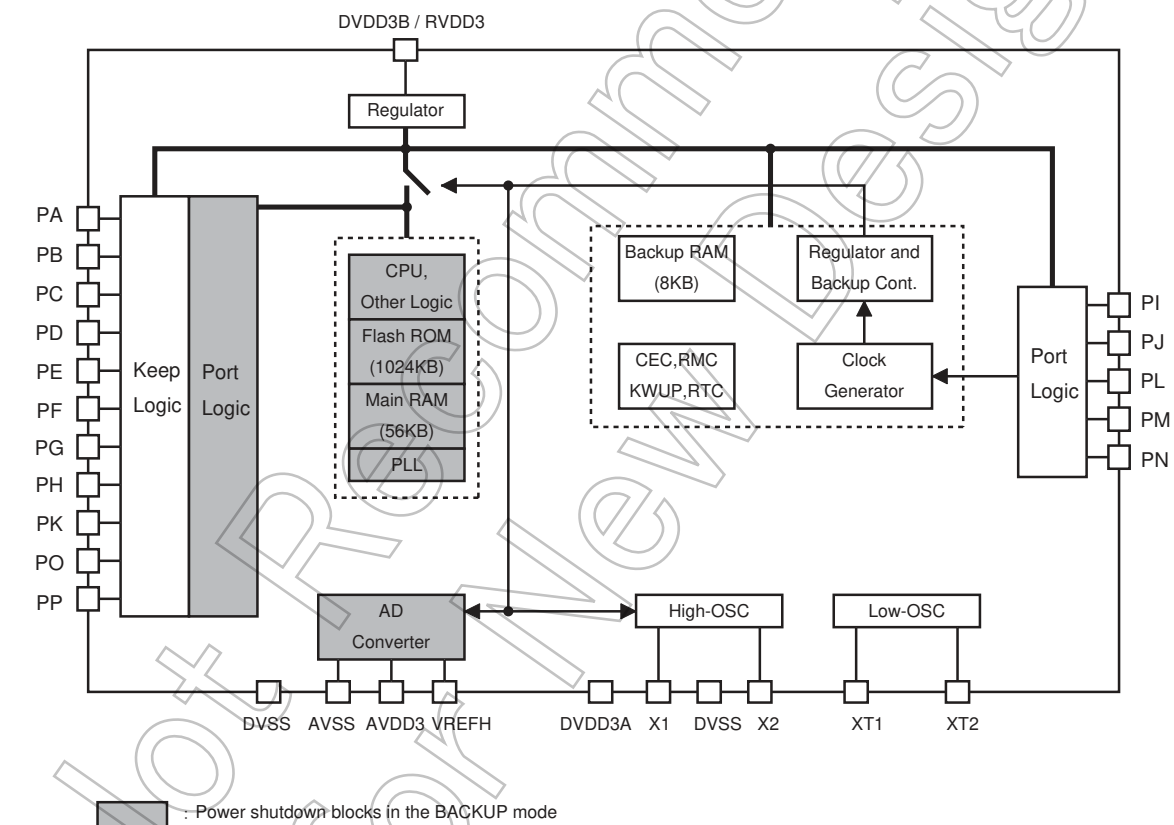 DVDD3B / RVDD3
Regulator
PA
PB
PC
PD
PE
PF
PG
PH
PK
PO
PP
Keep
Logic
Port
Logic
CPU,
Other Logic
Flash ROM
(1024KB)
Main RAM
(56KB)
PLL
Backup RAM
(8KB)
Regulator and
Backup Cont.
CEC,RMC
KWUP,RTC
Clock
Generator
Port
Logic
PI
PJ
PL
PM
PN
AD
Converter
High-OSC
Low-OSC
DVSS
AVSS
AVDD3
VREFH
DVDD3A
X1
DVSS
X2
XT1
XT2
: Power shutdown blocks in the BACKUP mode